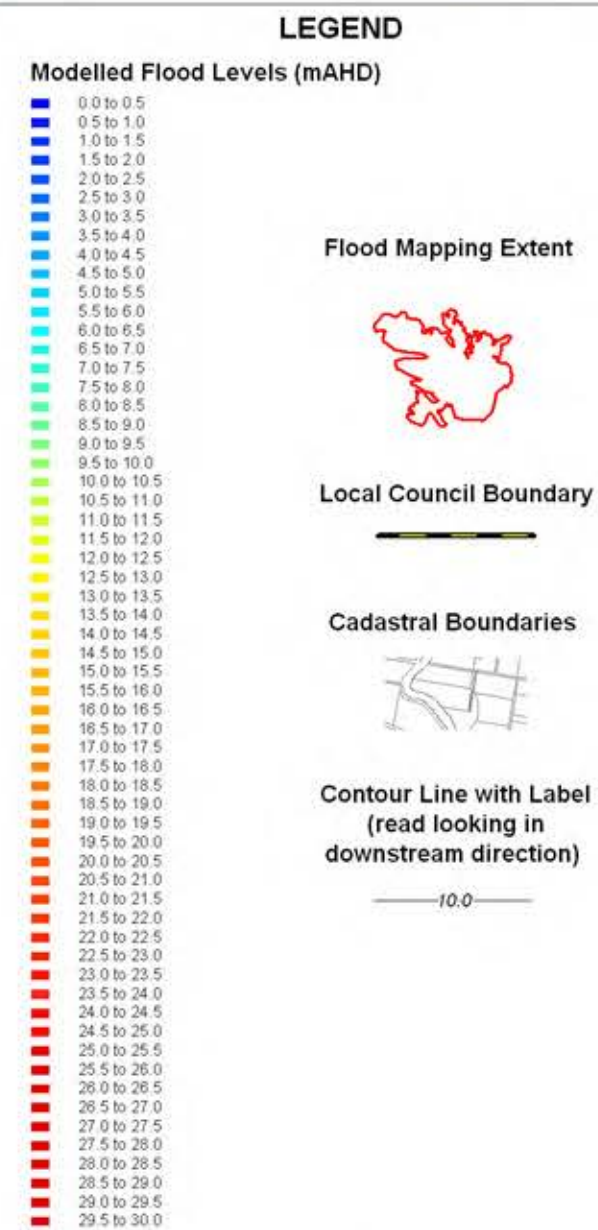 LEGEND
Modelled Flood Levels (mAHD)
0.0 to 0.5
0.5 to 1.0
1.0 to 1.5
1.5 to 2.0
2.0 to 2.5
2.5 to 3.0
3.0 to 3.5
3.5 to 4.0
4.0 to 4.5
4.5 to 5.0
5.0 to 5.5
5.5 to 6.0
6.0 to 6.5
6.5 to 7.0
7.0 to 7.5
7.5 to 8.0
8.0 to 8.5
8.5 to 9.0
9.0 to 9.5
9.5 to 10.0
10.0 to 10.5
10.5 to 11.0
11.0 to 11.5
11.5 to 12.0
12.0 to 12.5
12.5 to 13.0
13.0 to 13.5
13.5 to 14.0
14.0 to 14.5
14.5 to 15.0
15.0 to 15.5
15.5 to 16.0
16.0 to 16.5
16.5 to 17.0
17.0 to 17.5
17.5 to 18.0
18.0 to 18.5
18.5 to 19.0
19.0 to 19.5
19.5 to 20.0
20.0 to 20.5
20.5 to 21.0
21.0 to 21.5
21.5 to 22.0
22.0 to 22.5
22.5 to 23.0
23.0 to 23.5
23.5 to 24.0
24.0 to 24.5
24.5 to 25.0
25.0 to 25.5
25.5 to 26.0
26.0 to 26.5
26.5 to 27.0
27.0 to 27.5
27.5 to 28.0
28.0 to 28.5
28.5 to 29.0
29.0 to 29.5
29.5 to 30.0
Flood Mapping Extent
Local Council Boundary
Cadastral Boundaries
Contour Line with Label
(read looking in
downstream direction)
10.0